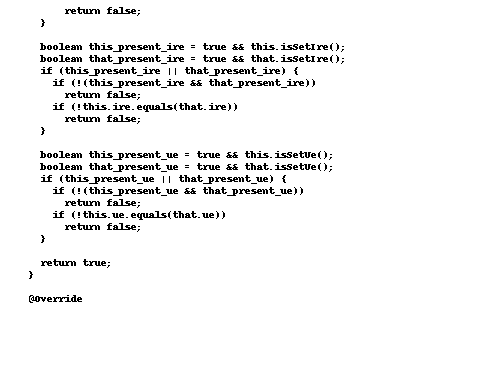 return false;
}
boolean this_present_ire = true && this.isSetIre();
boolean that_present_ire = true && that.isSetIre();
if (this_present_ire || that_present_ire) {
if (!(this_present_ire && that_present_ire))
return false;
if (!this.ire.equals(that.ire))
return false;
}
boolean this_present_ue = true && this.isSetUe();
boolean that_present_ue = true && that.isSetUe();
if (this_present_ue || that_present_ue) {
if (!(this_present_ue && that_present_ue))
return false;
if (!this.ue.equals(that.ue))
return false;
}
return true;
}
@Override